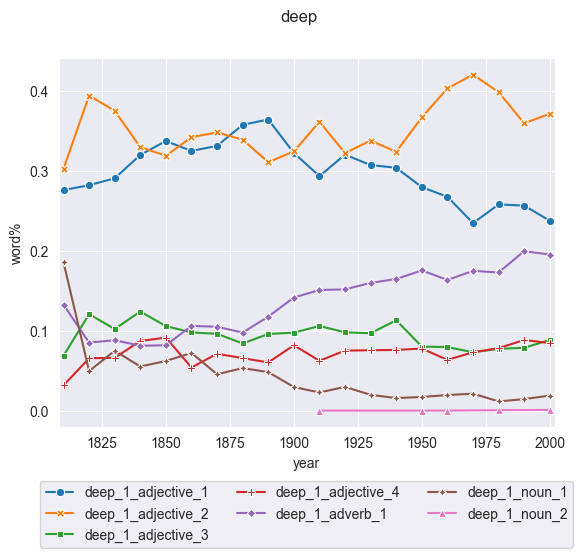 deep
0.4
0.3
0.2
0.1
0.0
word%
1825 1850 1875 1900 1925 1950 1975 2000
year
deep_1_adjective_1 deep_1_adjective_4 deep_1_noun_1
deep_1_adjective_2 deep_1_adverb_1 deep_1_noun_2
deep_1_adjective_3